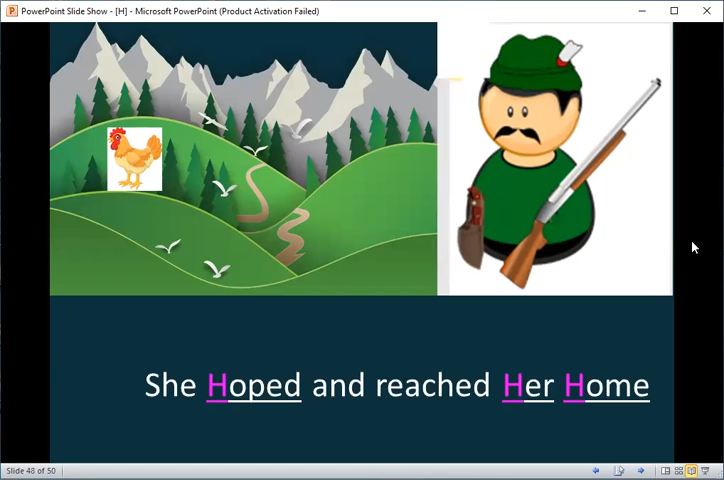 PowerPoint Slide Show - [H] - Microsoft PowerPoint (Product Activation Failed)
She Hoped and reached Her Home
Slide 48 of 50